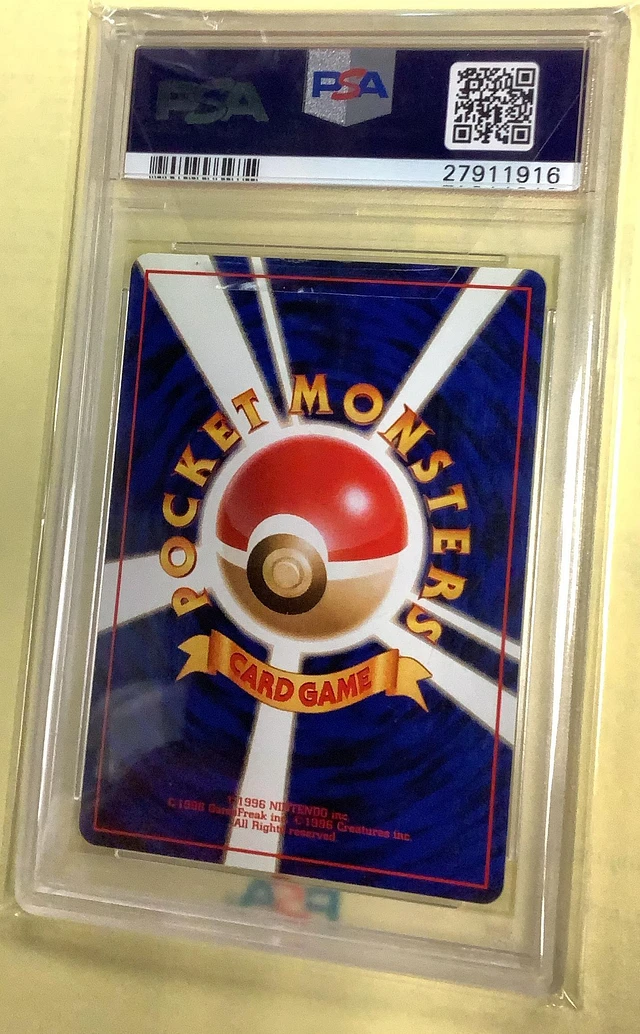 PSA PSA
27911916
POCKET MONSTERS
CARD GAME
©1996 NINTENDO inc.
©1996 GameFreak inc. ©1996 Creatures inc.
All Rights reserved
PSA